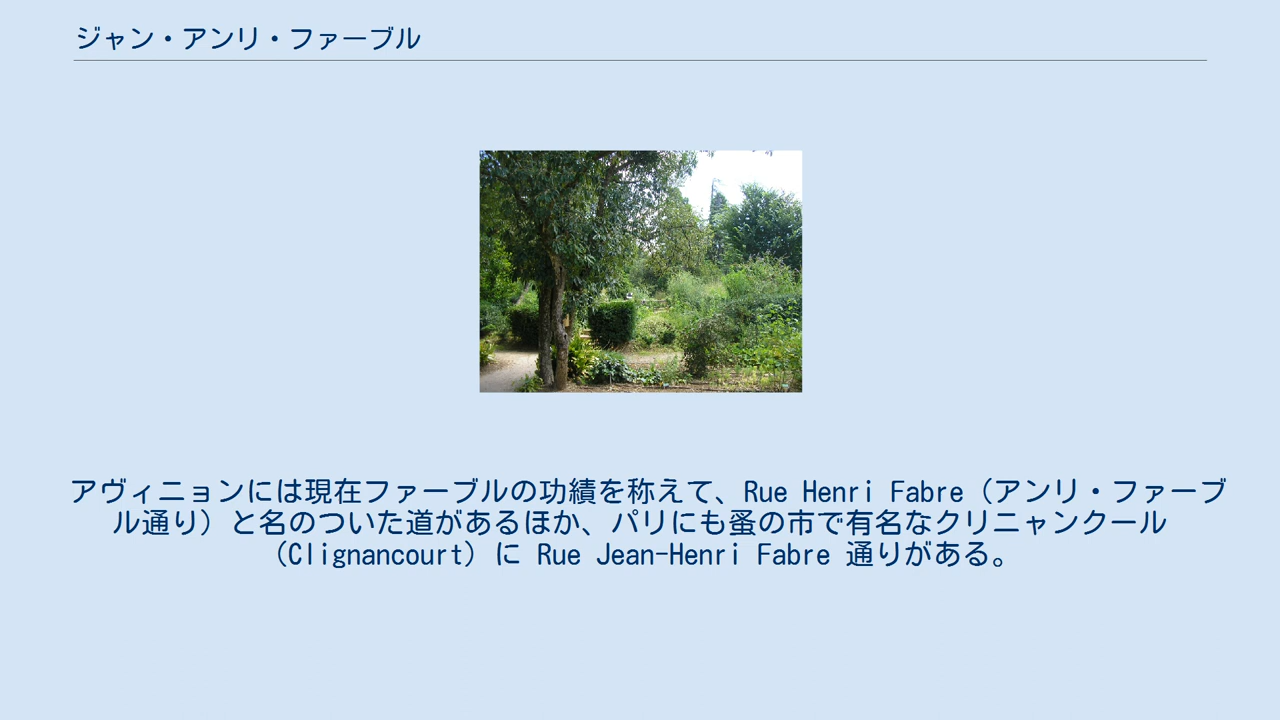 ジャン・アンリ・ファーブル
アヴィニョンには現在ファーブルの功績を称えて、Rue Henri Fabre（アンリ・ファーブ
ル通り）と名のついた道があるほか、パリにも蚤の市で有名なクリニャンクール
（Clignancourt）に Rue Jean-Henri Fabre 通りがある。